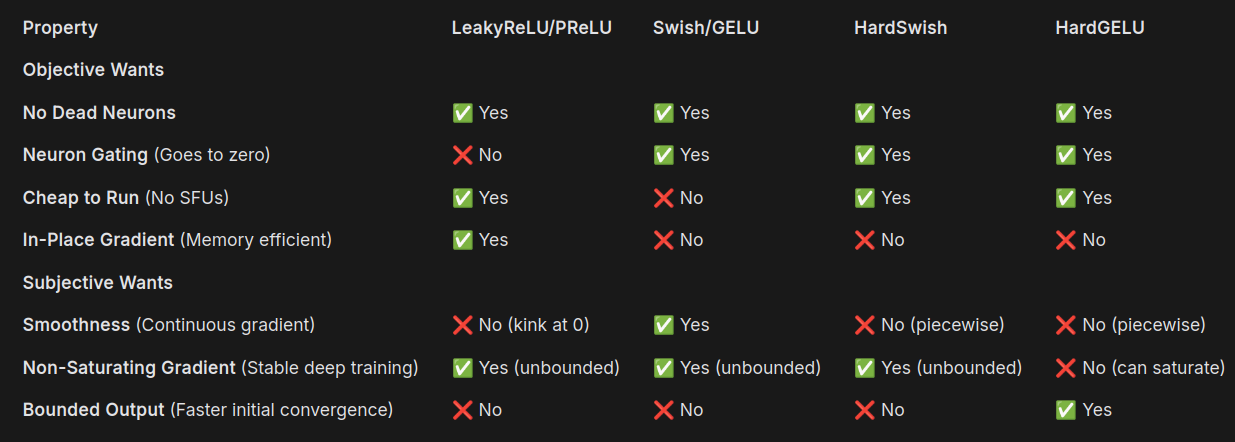 Property LeakyReLU/PReLU Swish/GELU HardSwish HardGELU
Objective Wants
No Dead Neurons ✅ Yes ✅ Yes ✅ Yes ✅ Yes
Neuron Gating (Goes to zero) ❌ No ✅ Yes ✅ Yes ✅ Yes
Cheap to Run (No SFUs) ✅ Yes ❌ No ✅ Yes ✅ Yes
In-Place Gradient (Memory efficient) ✅ Yes ❌ No ❌ No ❌ No
Subjective Wants
Smoothness (Continuous gradient) ❌ No (kink at 0) ✅ Yes ❌ No (piecewise) ❌ No (piecewise)
Non-Saturating Gradient (Stable deep training) ✅ Yes (unbounded) ✅ Yes (unbounded) ✅ Yes (unbounded) ❌ No (can saturate)
Bounded Output (Faster initial convergence) ❌ No ❌ No ❌ No ✅ Yes